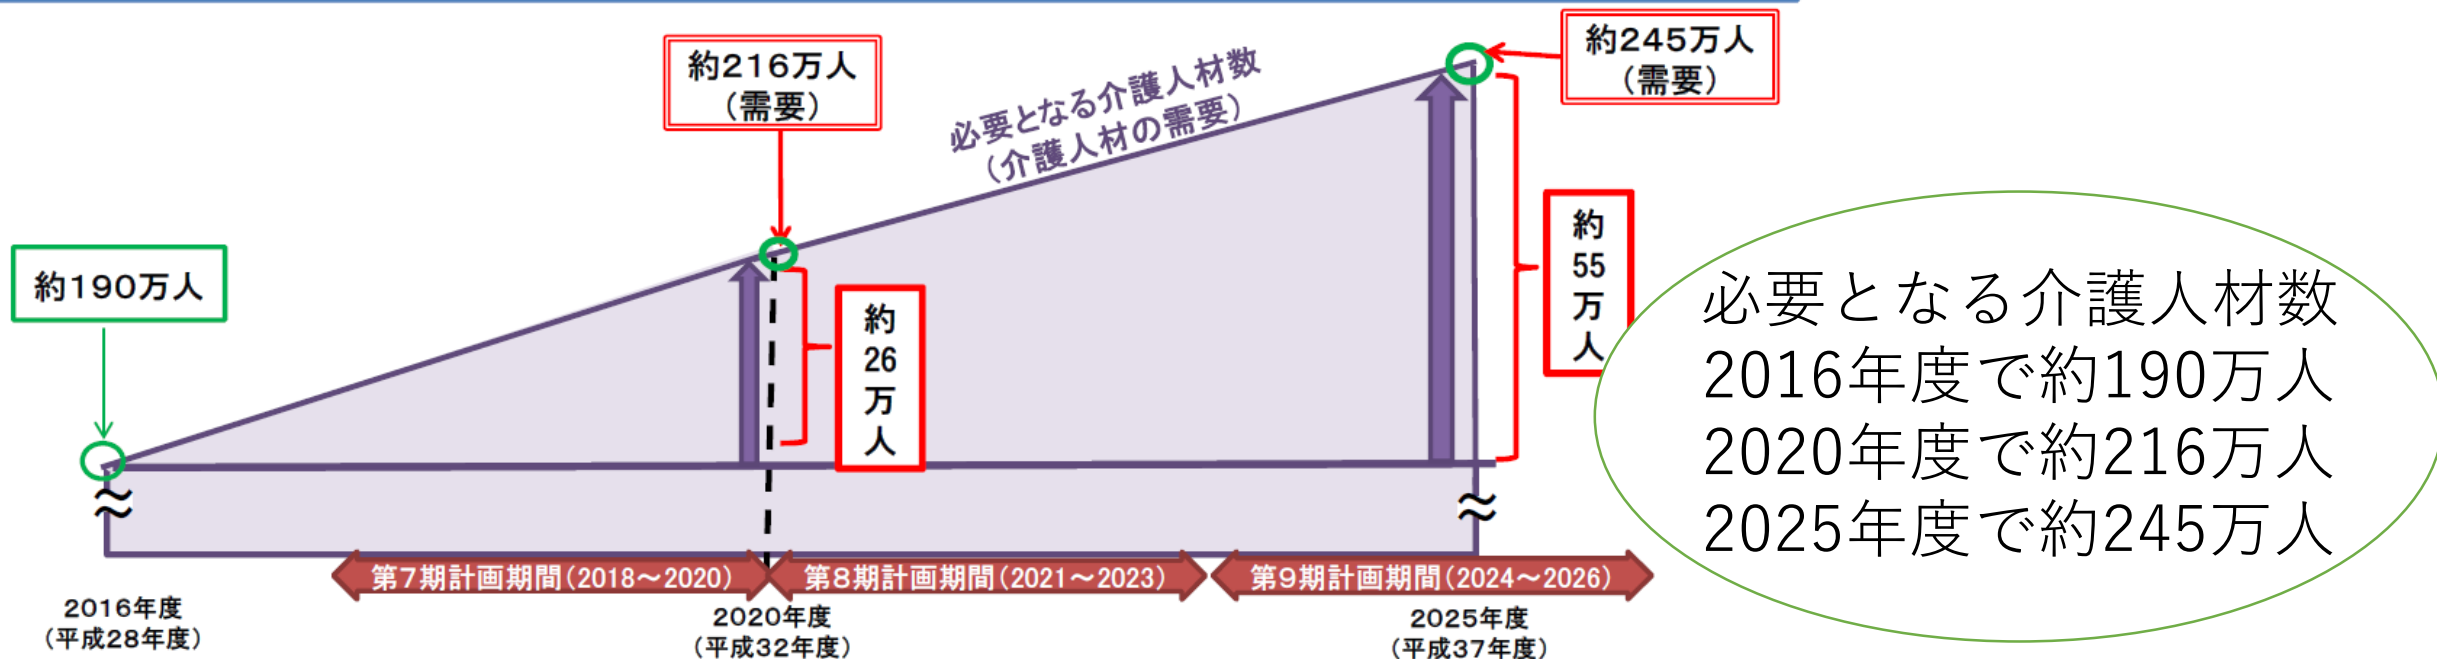 約216万人
（需要）
約245万人
（需要）
必要となる介護人材数
（介護人材の需要）
約190万人
約
26
万
人
約
55
万
人
必要となる介護人材数
2016年度で約190万人
2020年度で約216万人
2025年度で約245万人
≈
≈
第7期計画期間（2018～2020）
第8期計画期間（2021～2023）
第9期計画期間（2024～2026）
2016年度
（平成28年度）
2020年度
（平成32年度）
2025年度
（平成37年度）